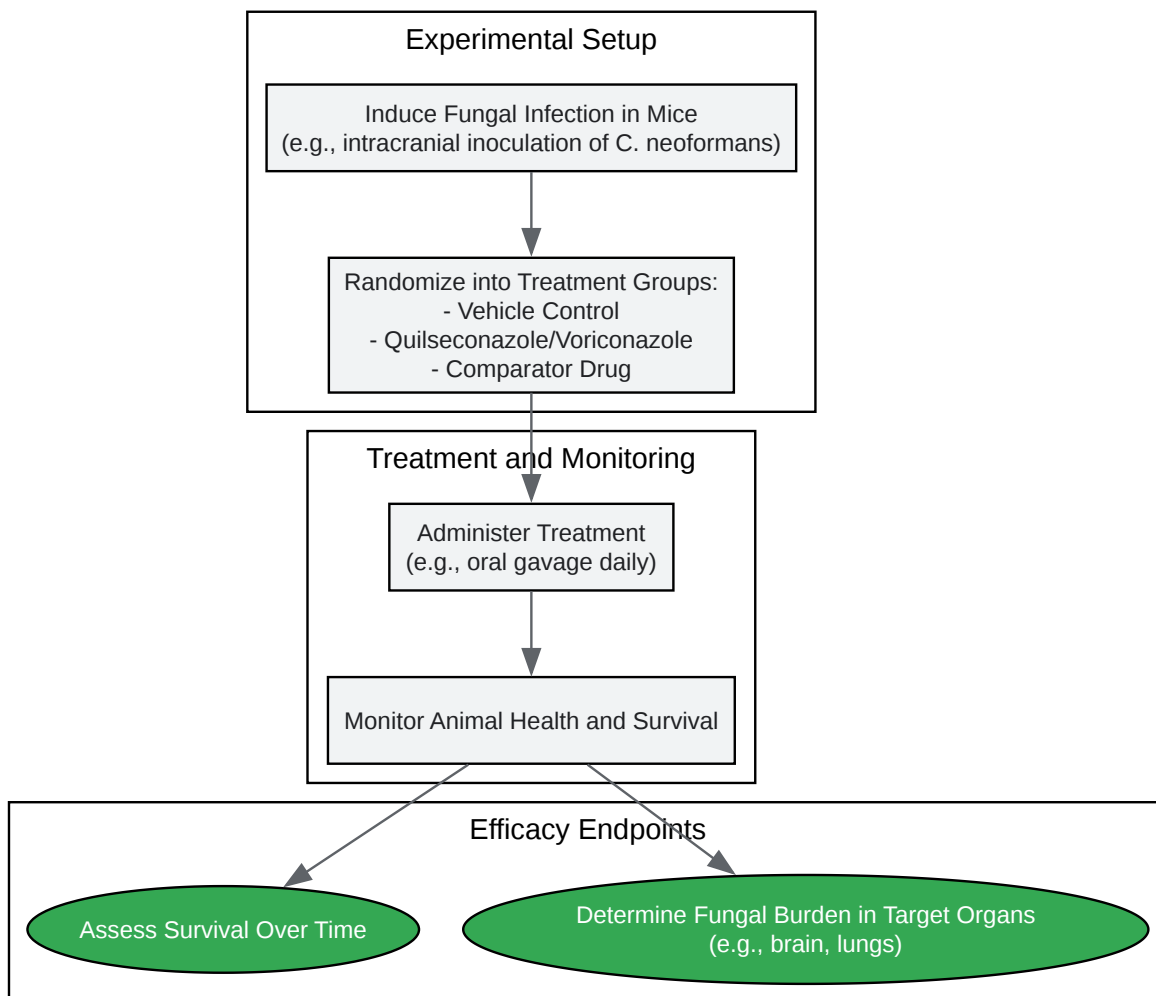 Experimental Setup
Induce Fungal Infection in Mice
(e.g., intracranial inoculation of C. neoformans)
Randomize into Treatment Groups:
- Vehicle Control
- Quilseconazole/Voriconazole
- Comparator Drug
Treatment and Monitoring
Administer Treatment
(e.g., oral gavage daily)
Monitor Animal Health and Survival
Efficacy Endpoints
Assess Survival Over Time
Determine Fungal Burden in Target Organs
(e.g., brain, lungs)